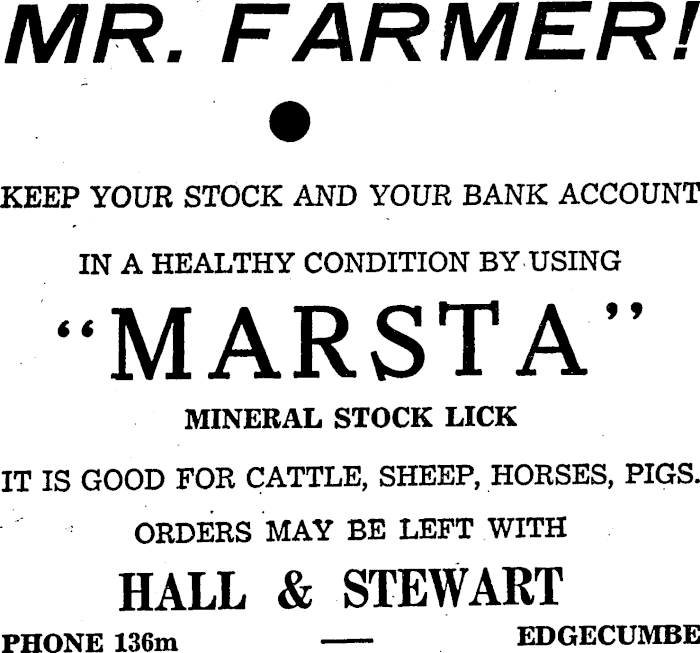 MR. FARMER!
KEEP YOUR STOCK AND YOUR BANK ACCOUNT
IN A HEALTHY CONDITION BY USING
“MARSTA”
MINERAL STOCK LICK
IT IS GOOD FOR CATTLE, SHEEP, HORSES, PIGS.
ORDERS MAY BE LEFT WITH
HALL & STEWART
PHONE 136m — EDGECUMBE